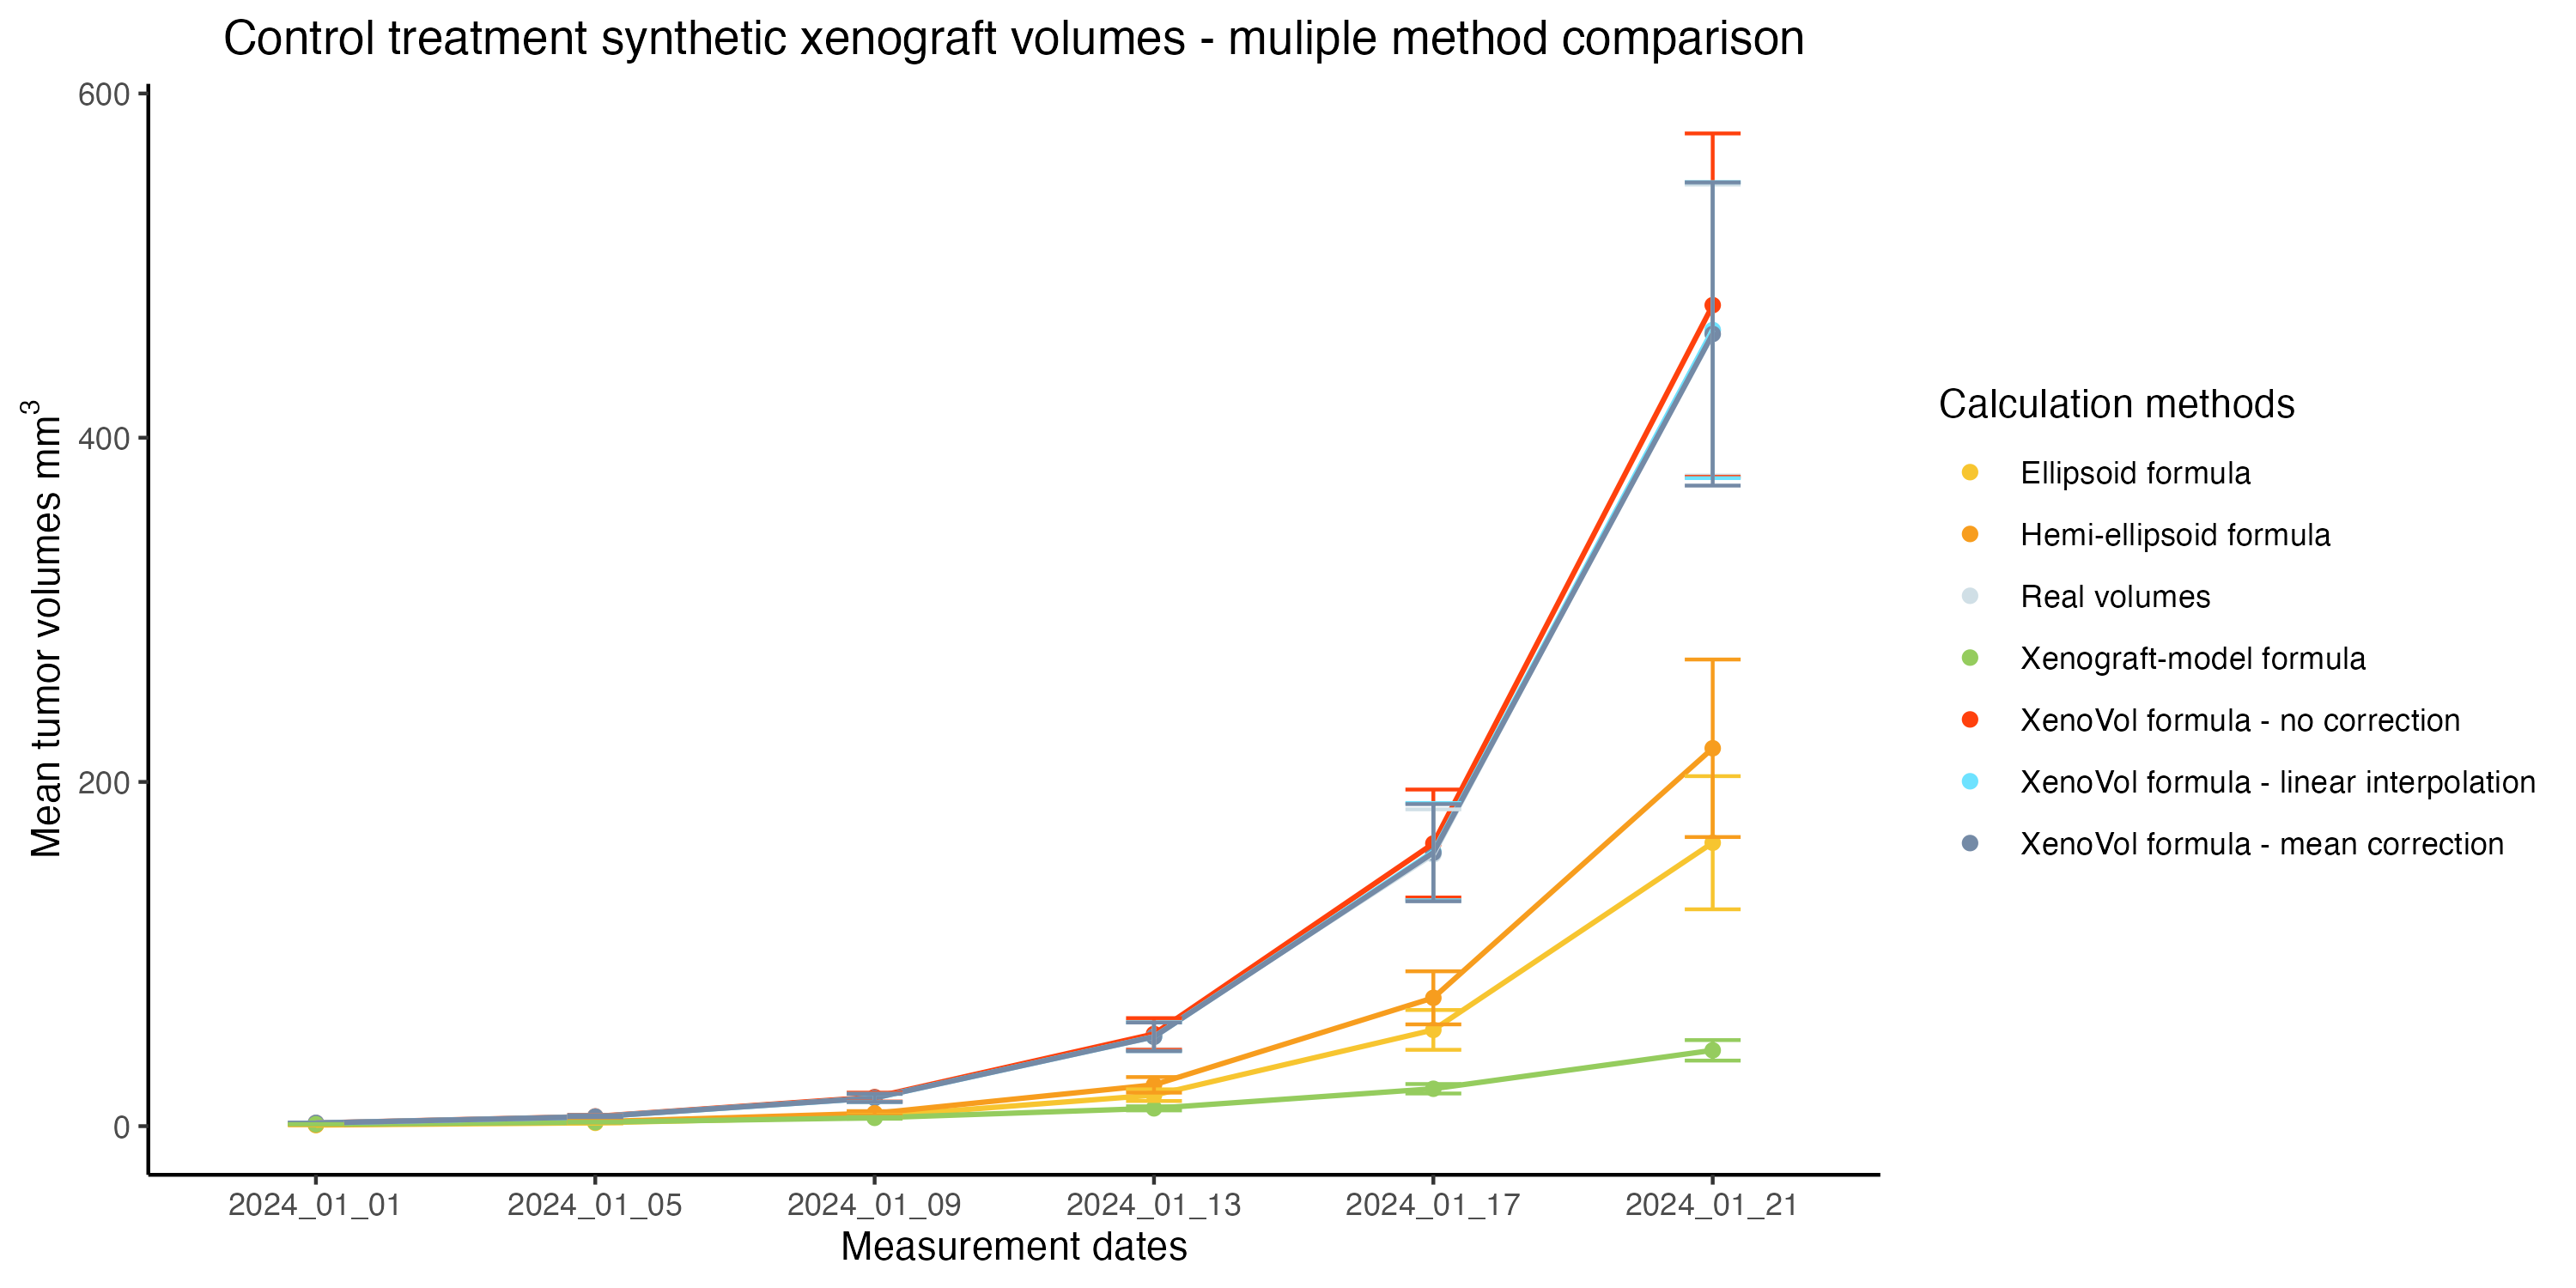 Control treatment synthetic xenograft volumes - muliple method comparison
600
400
200
0
Mean tumor volumes mm³
2024_01_01 2024_01_05 2024_01_09 2024_01_13 2024_01_17 2024_01_21
Measurement dates
Calculation methods
Ellipsoid formula
Hemi-ellipsoid formula
Real volumes
Xenograft-model formula
XenoVol formula - no correction
XenoVol formula - linear interpolation
XenoVol formula - mean correction